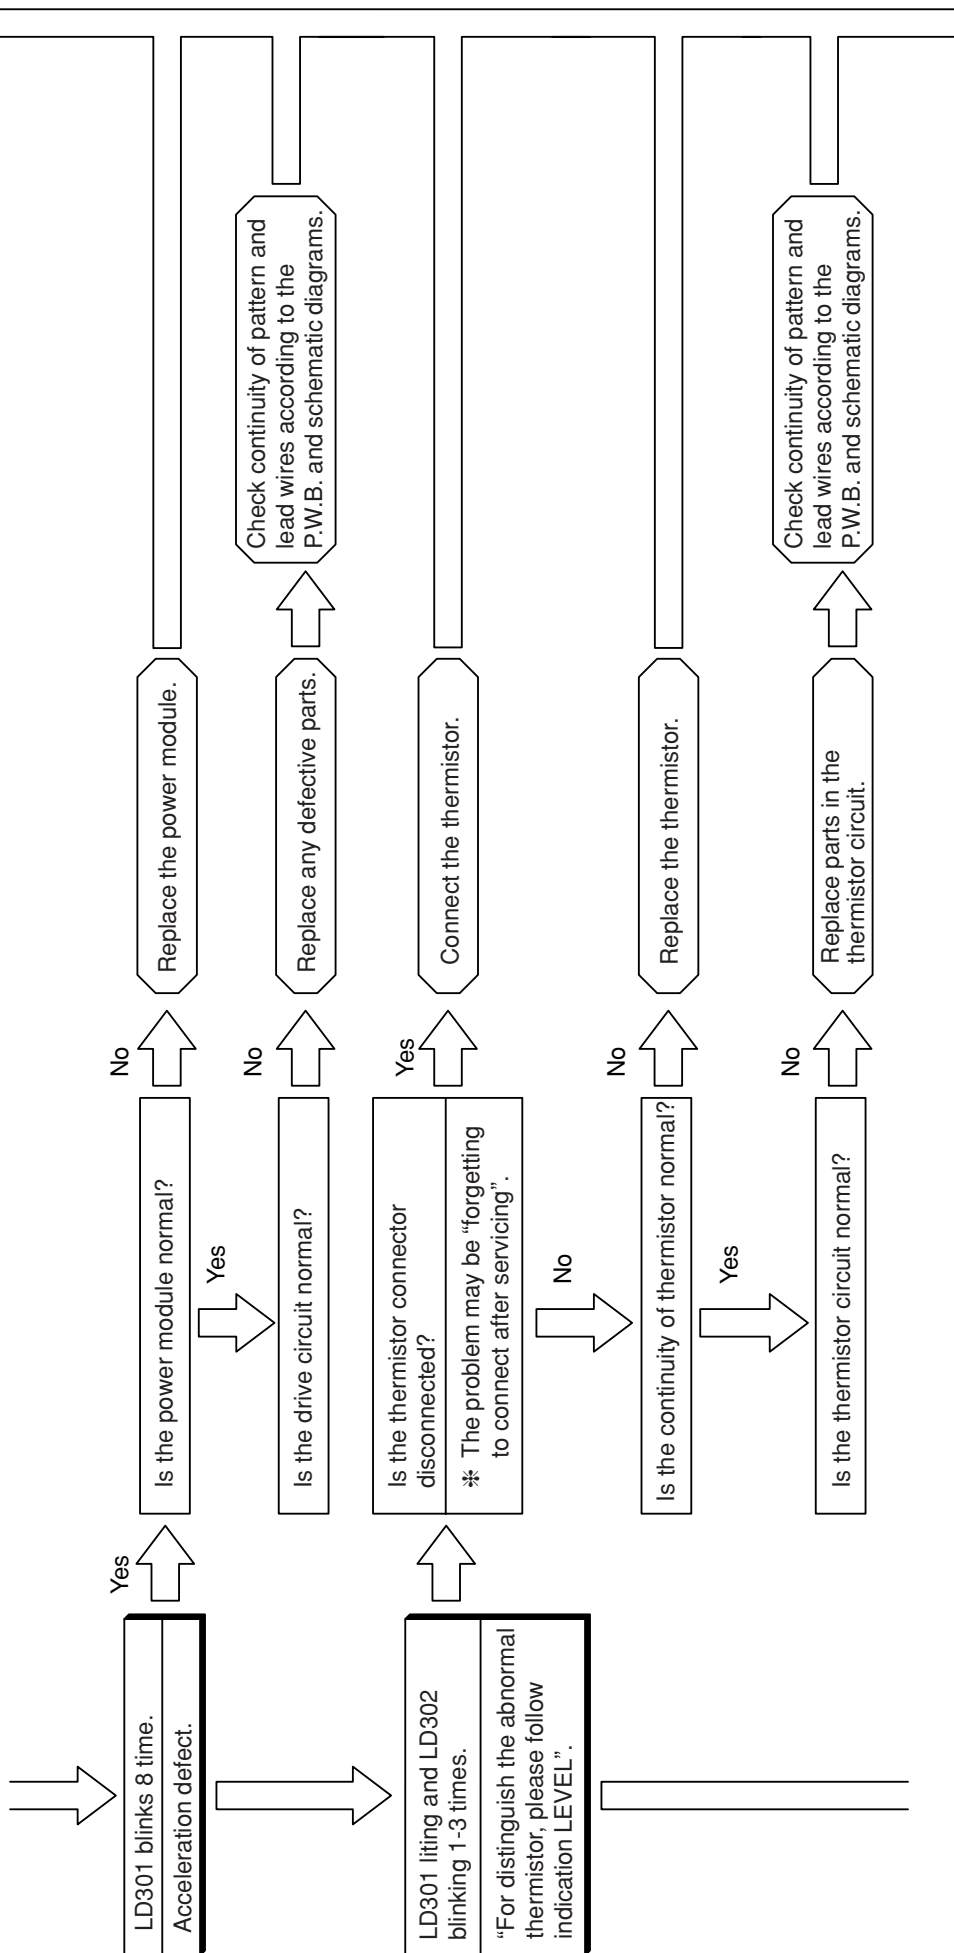 LD301 blinks 8 time.
Acceleration defect.
Yes
Is the power module normal?
No
Replace the power module.
Yes
Is the drive circuit normal?
No
Replace any defective parts.
Check continuity of pattern and
lead wires according to the
P.W.B. and schematic diagrams.
LD301 liting and LD302
blinking 1-3 times.
“For distinguish the abnormal
thermistor, please follow
indication LEVEL”.
Is the thermistor connector
disconnected?
❇ The problem may be “forgetting
to connect after servicing”.
Yes
Connect the thermistor.
No
Is the continuity of thermistor normal?
No
Replace the thermistor.
Yes
Is the thermistor circuit normal?
No
Replace parts in the
thermistor circuit.
Check continuity of pattern and
lead wires according to the
P.W.B. and schematic diagrams.